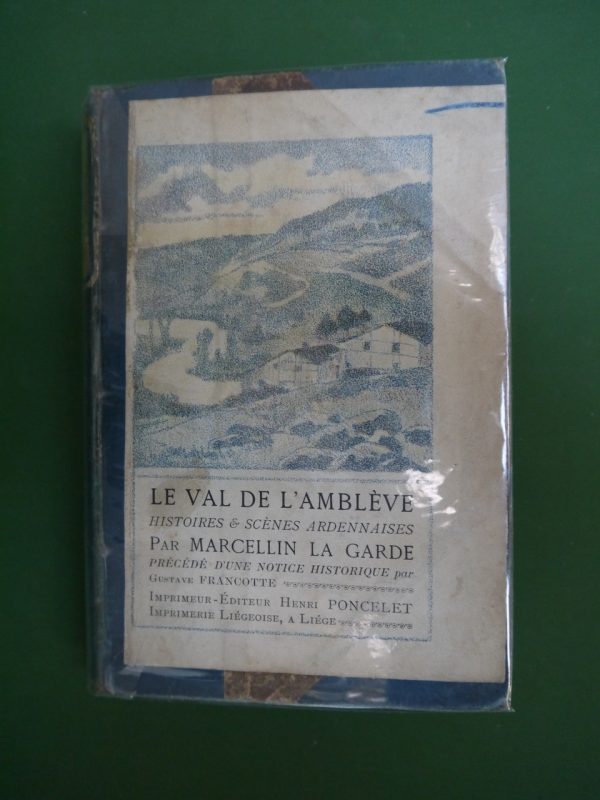 LE VAL DE L'AMBLÈVE
HISTOIRES & SCÈNES ARDENNAISES
PAR MARCELLIN LA GARDE
PRÉCÉDÉ D'UNE NOTICE HISTORIQUE par
GUSTAVE FRANCOTTE
IMPRIMEUR-ÉDITEUR HENRI PONCELET
IMPRIMERIE LIÉGEOISE, A LIÉGE